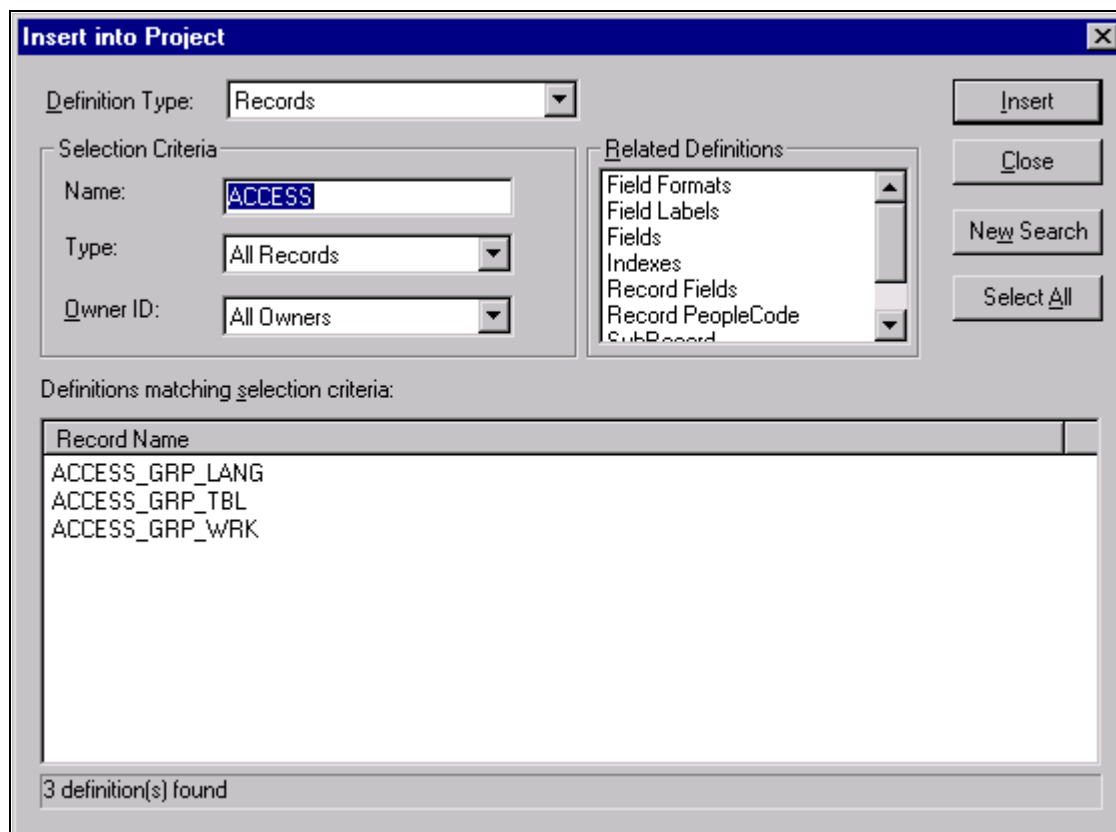 Insert into Project
Definition Type: Records
Insert
Selection Criteria
Related Definitions
Name: ACCESS
Type: All Records
Owner ID: All Owners
Field Formats
Field Labels
Fields
Indexes
Record Fields
Record PeopleCode
SubRecord
Close
New Search
Select All
Definitions matching selection criteria:
Record Name
ACCESS_GRP_LANG
ACCESS_GRP_TBL
ACCESS_GRP_WRK
3 definition(s) found